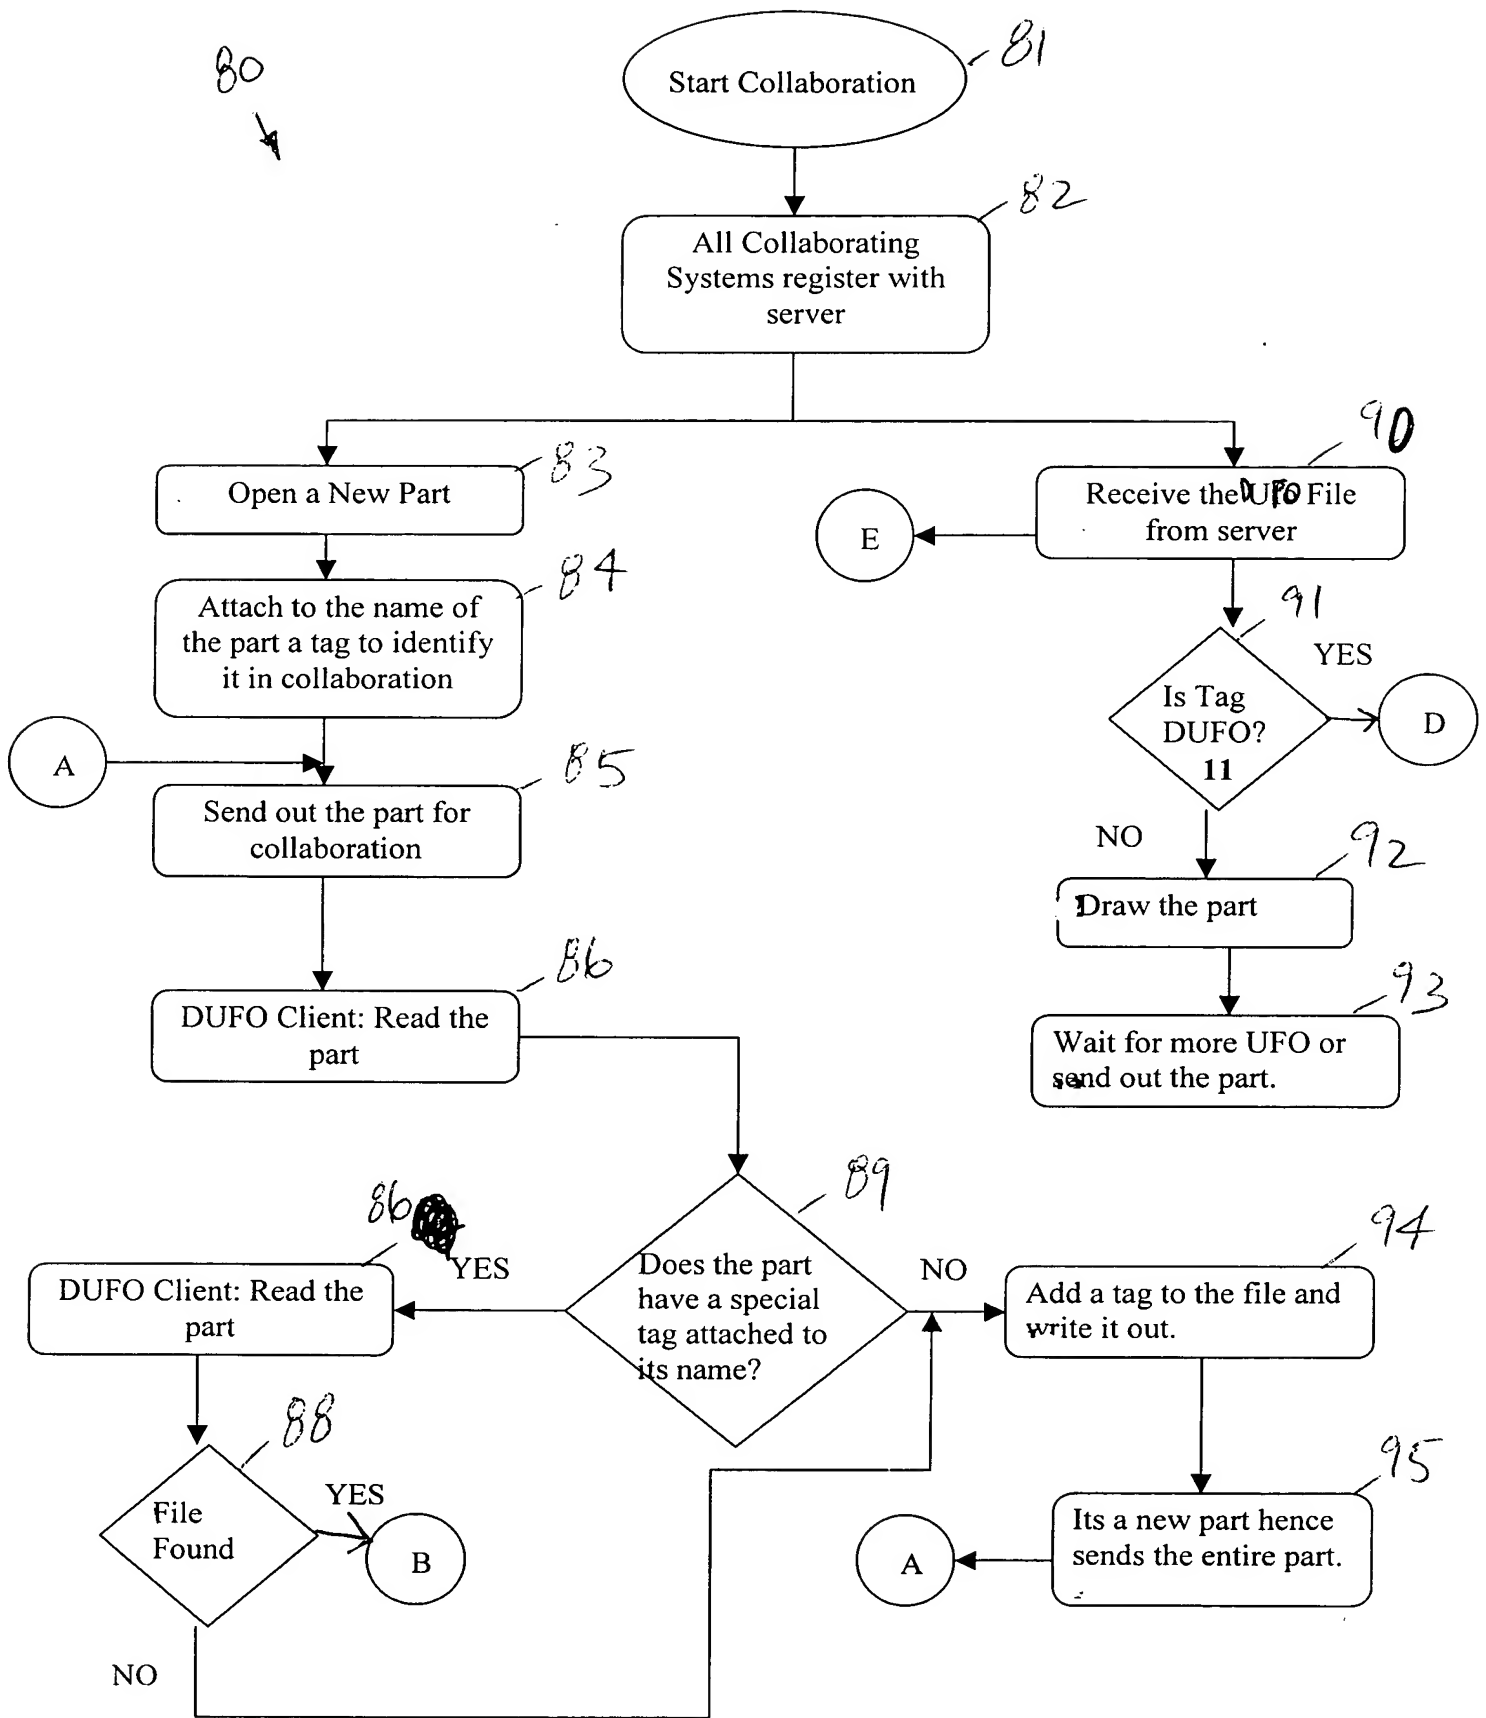 80
81
Start Collaboration
82
All Collaborating
Systems register with
server
83
Open a New Part
90
Receive the DUFO File
from server
E
84
Attach to the name of
the part a tag to identify
it in collaboration
91
YES
Is Tag
DUFO?
11
D
A
85
Send out the part for
collaboration
NO
92
Draw the part
86
DUFO Client: Read the
part
93
Wait for more UFO or
send out the part.
89
Does the part
have a special
tag attached to
its name?
YES
NO
86
DUFO Client: Read the
part
94
Add a tag to the file and
write it out.
88
File
Found
YES
B
NO
95
Its a new part hence
sends the entire part.
A